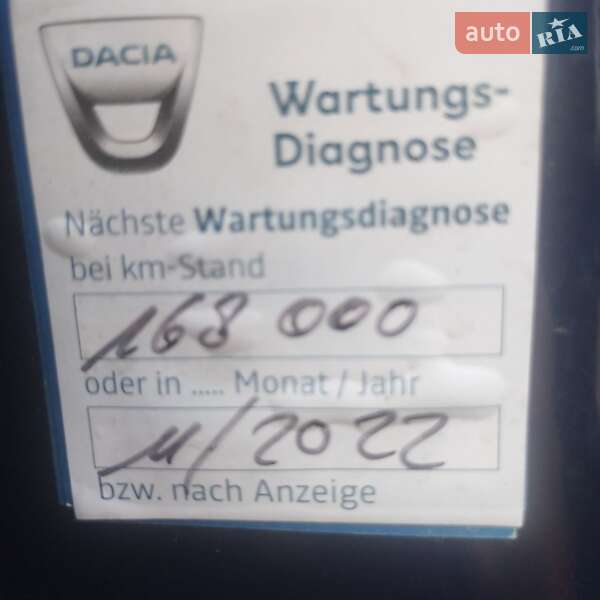 auto RIA .com
DACIA
Wartungs-
Diagnose
Nächste Wartungsdiagnose
bei km-Stand
168 000
oder in ..... Monat / Jahr
11/2022
bzw. nach Anzeige